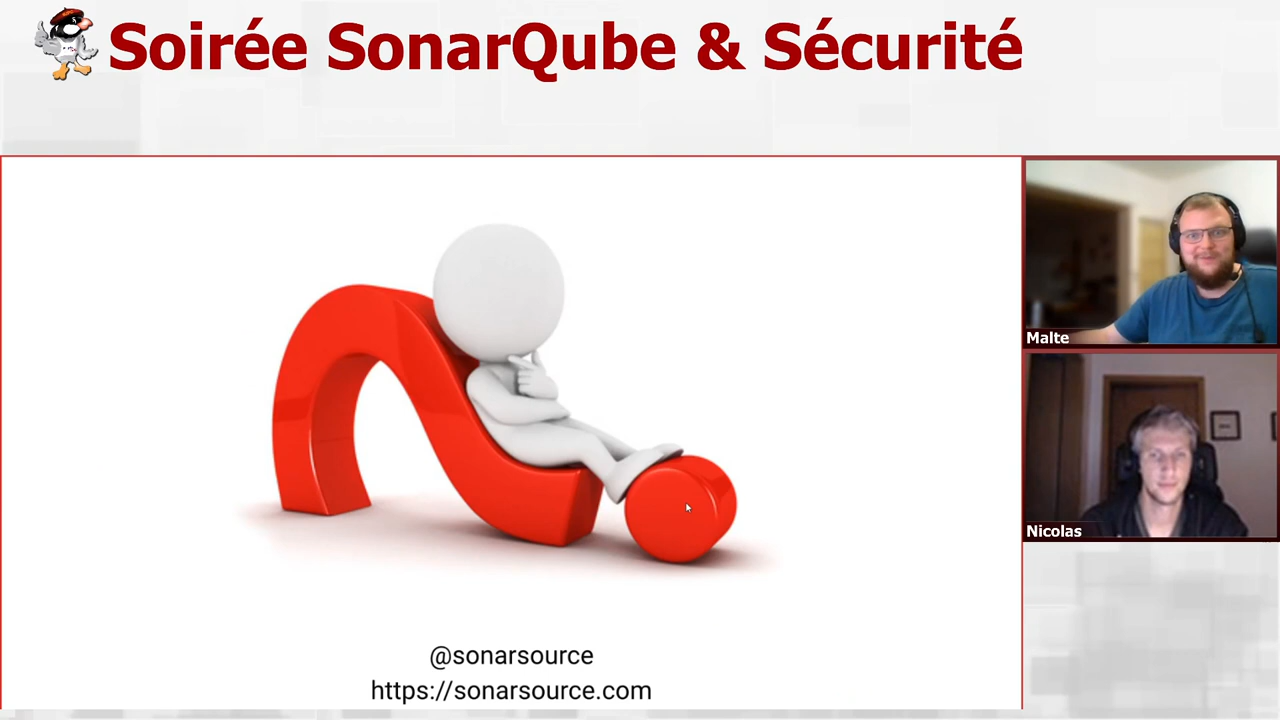 Soirée SonarQube & Sécurité
Malte
Nicolas
@sonarsource
https://sonarsource.com